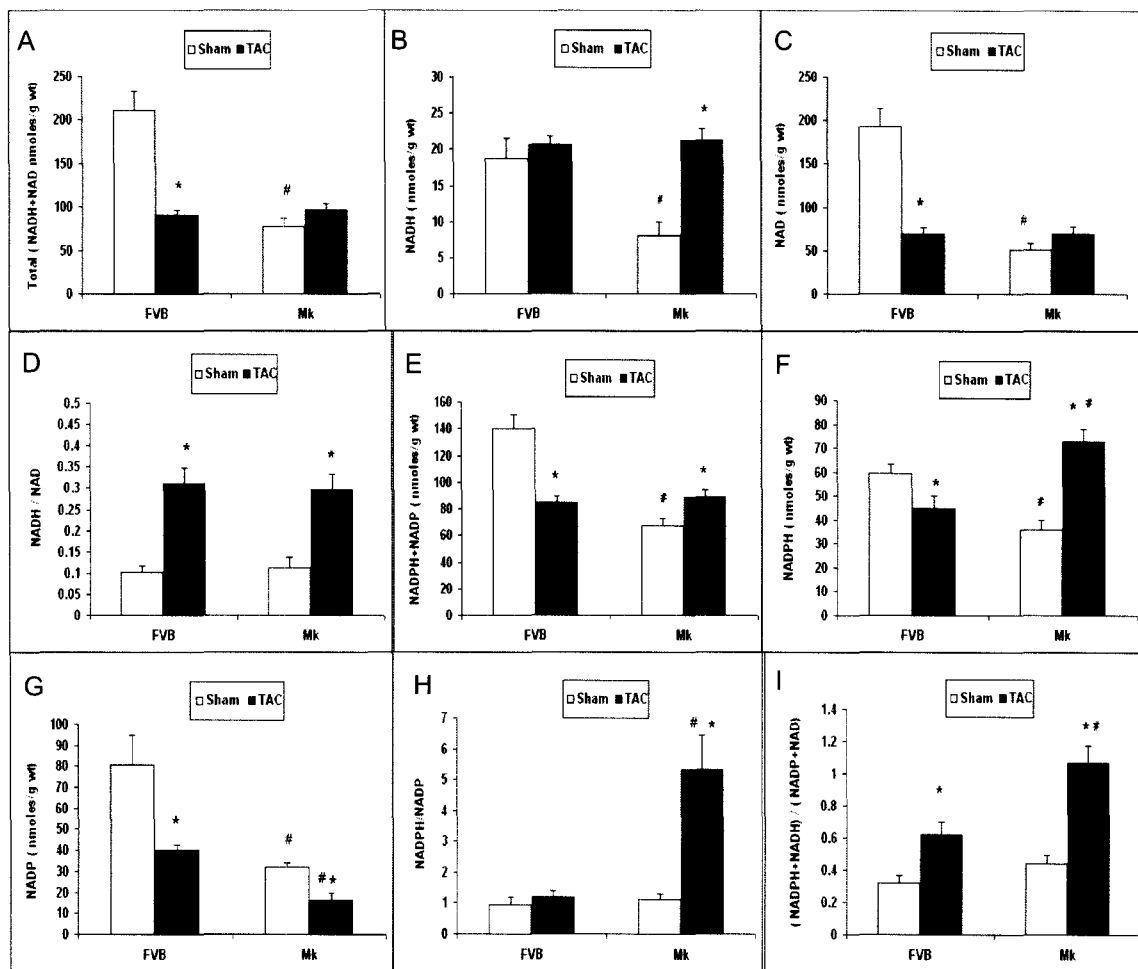 A
Sham TAC
Total ( NADH+NAD nmoles/g wt)
250
200
150
100
50
0
*
#
FVB Mk
B
Sham TAC
NADH ( nmoles/g wt)
30
25
20
15
10
5
0
*
#
FVB Mk
C
Sham TAC
NAD ( nmoles/g wt)
250
200
150
100
50
0
*
#
FVB Mk
D
Sham TAC
NADH / NAD
0.5
0.45
0.4
0.35
0.3
0.25
0.2
0.15
0.1
0.05
0
*
*
FVB Mk
E
Sham TAC
NADPH+NADP ( nmoles/g wt)
160
140
120
100
80
60
40
20
0
*
#
*
FVB Mk
F
Sham TAC
NADPH ( nmoles/g wt)
90
80
70
60
50
40
30
20
10
0
*
#
* #
FVB Mk
G
Sham TAC
NADP ( nmoles/g wt)
100
90
80
70
60
50
40
30
20
10
0
*
#
# *
FVB Mk
H
Sham TAC
NADPH/NADP
7
6
5
4
3
2
1
0
# *
FVB Mk
I
Sham TAC
( NADPH+NADH) / ( NADP+NAD)
1.4
1.2
1
0.8
0.6
0.4
0.2
0
*
* #
FVB Mk